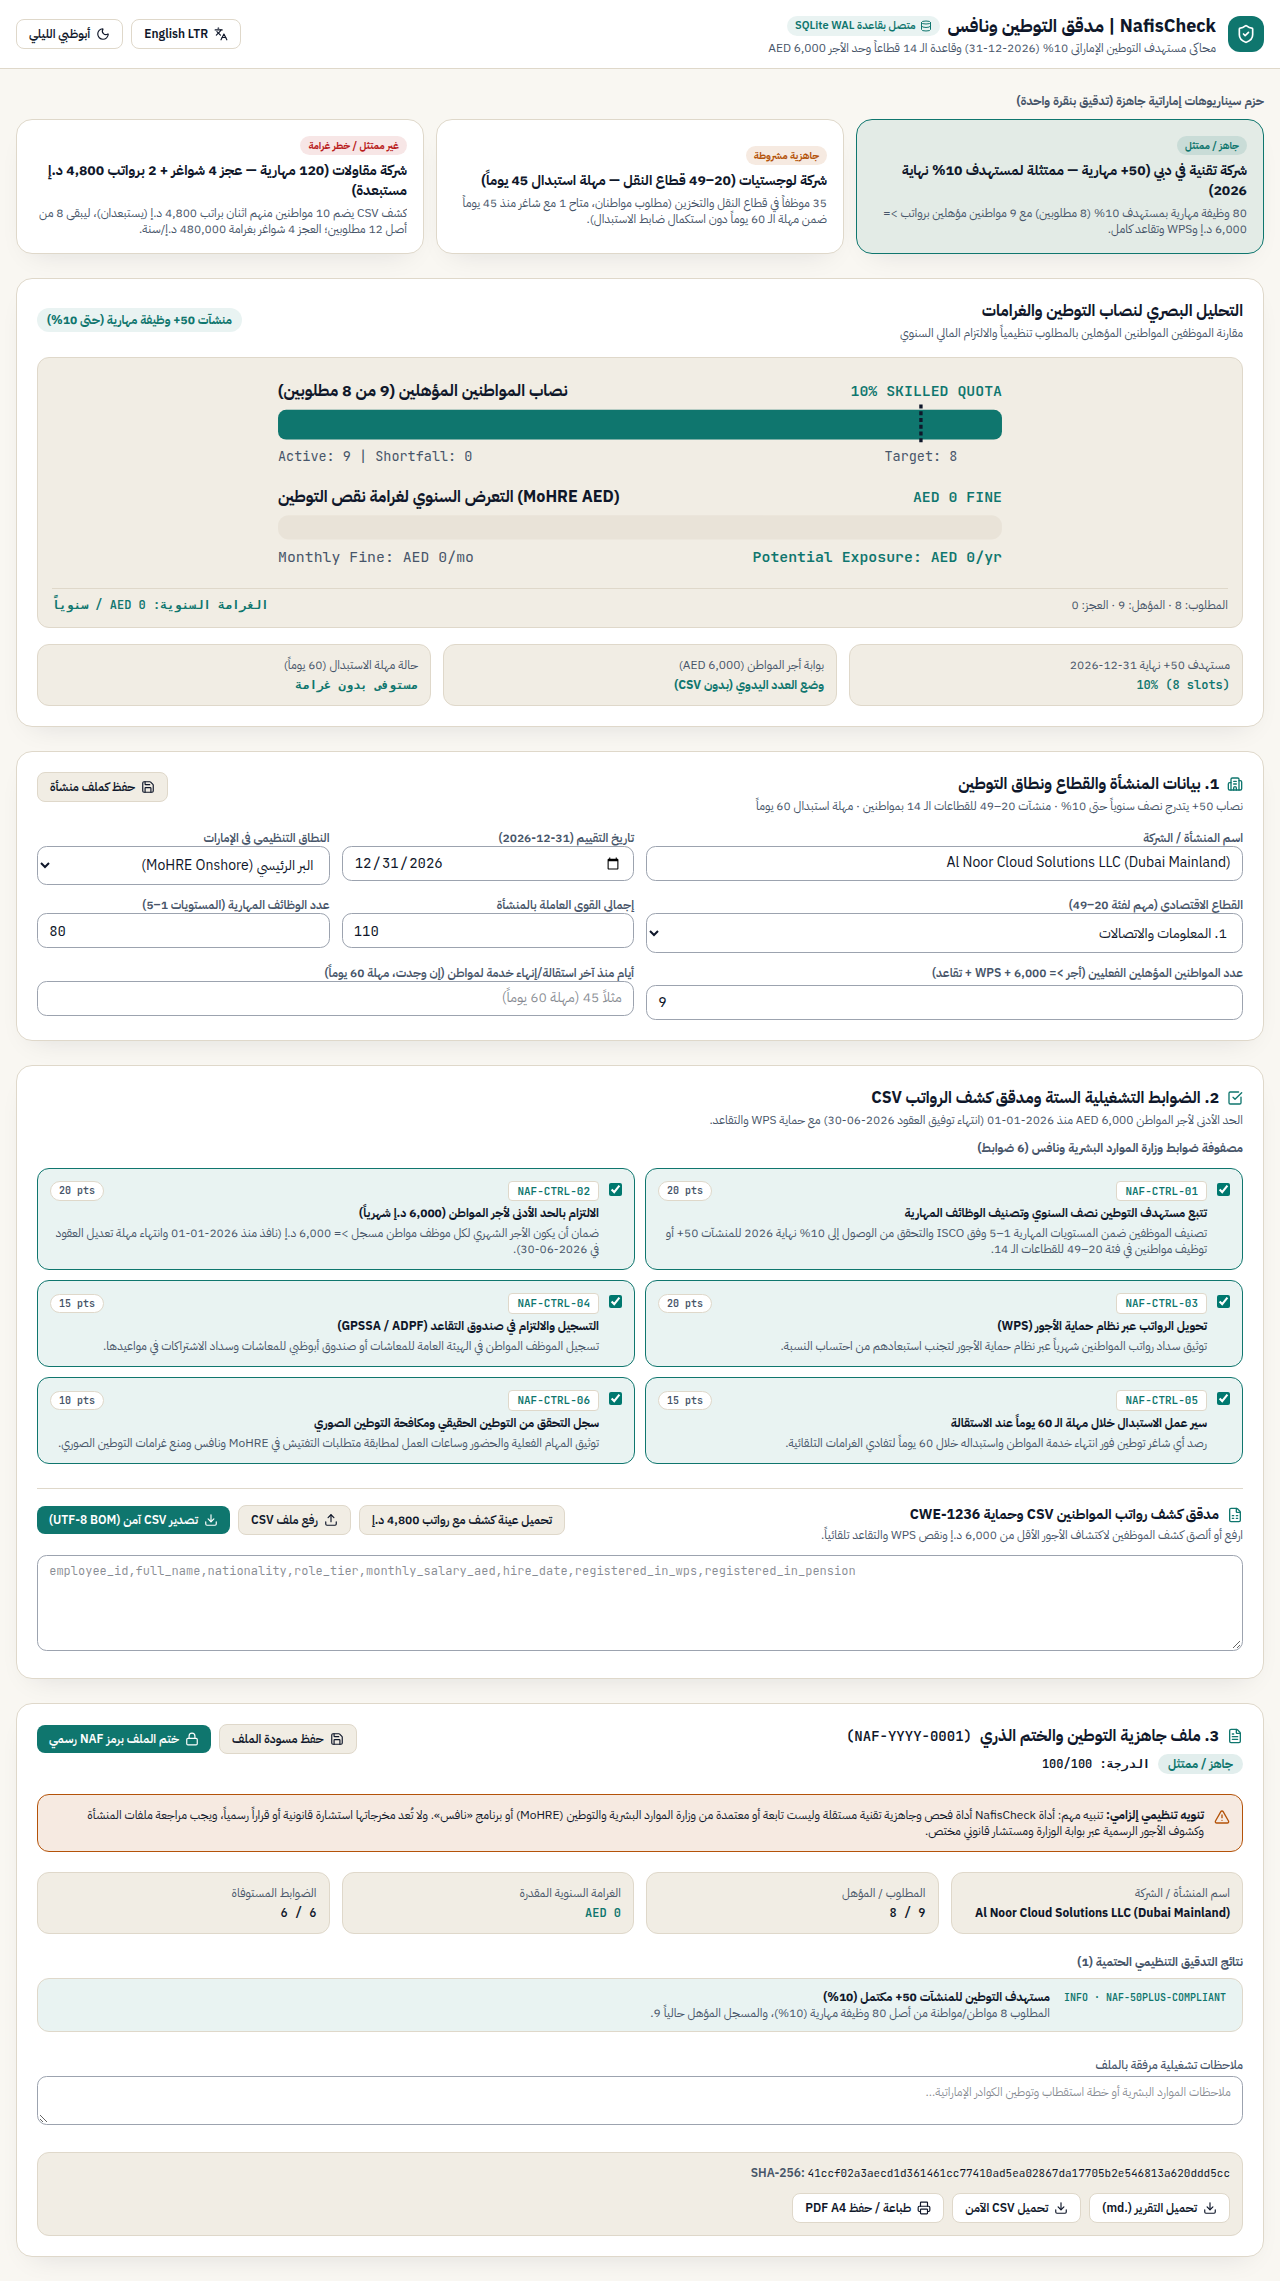 NafisCheck | مدقق التوطين ونافس
متصل بقاعدة SQLite WAL
محاكي مستهدف التوطين الإماراتي 10% (31-12-2026) وقاعدة الـ 14 قطاعاً وحد الأجر AED 6,000
English LTR
أبوظبي الليلي
حزم سيناريوهات إماراتية جاهزة (تدقيق بنقرة واحدة)
جاهز / ممتثل
شركة تقنية في دبي (50+ مهارية — ممتثلة لمستهدف 10% نهاية
2026)
80 وظيفة مهارية بمستهدف 10% (8 مطلوبين) مع 9 مواطنين مؤهلين برواتب >=
6,000 د.إ وWPS وتقاعد كامل.
جاهزية مشروطة
شركة لوجستيات (20–49 قطاع النقل — مهلة استبدال 45 يوماً)
35 موظفاً في قطاع النقل والتخزين (مطلوب مواطنان، متاح 1 مع شاغر منذ 45 يوماً
ضمن مهلة الـ 60 يوماً دون استكمال ضابط الاستبدال).
غير ممتثل / خطر غرامة
شركة مقاولات (120 مهارية — عجز 4 شواغر + 2 برواتب 4,800 د.إ
مستبعدة)
كشف CSV يضم 10 مواطنين منهم اثنان براتب 4,800 د.إ (يستبعدان)، ليبقى 8 من
أصل 12 مطلوبين؛ العجز 4 شواغر بغرامة 480,000 د.إ/سنة.
التحليل البصري لنصاب التوطين والغرامات
مقارنة الموظفين المواطنين المؤهلين بالمطلوب تنظيمياً والالتزام المالي السنوي
منشآت 50+ وظيفة مهارية (حتى 10%)
نصاب المواطنين المؤهلين (9 من 8 مطلوبين)
10% SKILLED QUOTA
Active: 9 | Shortfall: 0
Target: 8
التعرض السنوي لغرامة نقص التوطين (MoHRE AED)
AED 0 FINE
Monthly Fine: AED 0/mo
Potential Exposure: AED 0/yr
المطلوب: 8 · المؤهل: 9 · العجز: 0
الغرامة السنوية: AED 0 / سنوياً
مستهدف 50+ نهاية 31-12-2026
10% (8 slots)
بوابة أجر المواطن (AED 6,000)
وضع العدد اليدوي (بدون CSV)
حالة مهلة الاستبدال (60 يوماً)
مستوفى بدون غرامة
1. بيانات المنشأة والقطاع ونطاق التوطين
نصاب 50+ يتدرج نصف سنوياً حتى 10% · منشآت 20–49 للقطاعات الـ 14 بمواطنين · مهلة استبدال 60 يوماً
حفظ كملف منشأة
اسم المنشأة / الشركة
Al Noor Cloud Solutions LLC (Dubai Mainland)
تاريخ التقييم (31-12-2026)
12/31/2026
النطاق التنظيمي في الإمارات
البر الرئيسي (MoHRE Onshore)
القطاع الاقتصادي (مهم لفئة 20–49)
1. المعلومات والاتصالات
إجمالي القوى العاملة بالمنشأة
110
عدد الوظائف المهارية (المستويات 1–5)
80
عدد المواطنين المؤهلين الفعليين (أجر >= 6,000 + WPS + تقاعد)
9
أيام منذ آخر استقالة/إنهاء خدمة لمواطن (إن وجدت، مهلة 60 يوماً)
مثلاً 45 (مهلة 60 يوماً)
2. الضوابط التشغيلية الستة ومدقق كشف الرواتب CSV
الحد الأدنى لأجر المواطن AED 6,000 منذ 01-01-2026 (انتهاء توفيق العقود 30-06-2026) مع حماية WPS والتقاعد.
مصفوفة ضوابط وزارة الموارد البشرية ونافس (6 ضوابط)
NAF-CTRL-01
20 pts
تتبع مستهدف التوطين نصف السنوي وتصنيف الوظائف المهارية
تصنيف الموظفين ضمن المستويات المهارية 1–5 وفق ISCO والتحقق من الوصول إلى 10% نهاية 2026 للمنشآت 50+ أو
توظيف مواطنين في فئة 20–49 للقطاعات الـ 14.
NAF-CTRL-02
20 pts
الالتزام بالحد الأدنى لأجر المواطن (6,000 د.إ شهرياً)
ضمان أن يكون الأجر الشهري لكل موظف مواطن مسجل >= 6,000 د.إ (نافذ منذ 01-01-2026 وانتهاء مهلة تعديل العقود
في 30-06-2026).
NAF-CTRL-03
20 pts
تحويل الرواتب عبر نظام حماية الأجور (WPS)
توثيق سداد رواتب المواطنين شهرياً عبر نظام حماية الأجور لتجنب استبعادهم من احتساب النسبة.
NAF-CTRL-04
15 pts
التسجيل والالتزام في صندوق التقاعد (GPSSA / ADPF)
تسجيل الموظف المواطن في الهيئة العامة للمعاشات أو صندوق أبوظبي للمعاشات وسداد الاشتراكات في مواعيدها.
NAF-CTRL-05
15 pts
سير عمل الاستبدال خلال مهلة الـ 60 يوماً عند الاستقالة
رصد أي شاغر توطين فور انتهاء خدمة المواطن واستبداله خلال 60 يوماً لتفادي الغرامات التلقائية.
NAF-CTRL-06
10 pts
سجل التحقق من التوطين الحقيقي ومكافحة التوطين الصوري
توثيق المهام الفعلية والحضور وساعات العمل لمطابقة متطلبات التفتيش في MoHRE ونافس ومنع غرامات التوطين الصوري.
مدقق كشف رواتب المواطنين CSV وحماية CWE-1236
ارفع أو ألصق كشف الموظفين لاكتشاف الأجور الأقل من 6,000 د.إ ونقص WPS والتقاعد تلقائياً.
تحميل عينة كشف مع رواتب 4,800 د.إ
رفع ملف CSV
تصدير CSV آمن (UTF-8 BOM)
employee_id,full_name,nationality,role_tier,monthly_salary_aed,hire_date,registered_in_wps,registered_in_pension
3. ملف جاهزية التوطين والختم الذري (NAF-YYYY-0001)
جاهز / ممتثل
الدرجة: 100/100
حفظ مسودة الملف
ختم الملف برمز NAF رسمي
تنويه تنظيمي إلزامي: تنبيه مهم: أداة NafisCheck أداة فحص وجاهزية تقنية مستقلة وليست تابعة أو معتمدة من وزارة الموارد البشرية والتوطين (MoHRE) أو برنامج «نافس». ولا تُعد مخرجاتها استشارة قانونية أو قراراً رسمياً، ويجب مراجعة ملفات المنشأة
وكشوف الأجور الرسمية عبر بوابة الوزارة ومستشار قانوني مختص.
اسم المنشأة / الشركة
Al Noor Cloud Solutions LLC (Dubai Mainland)
المطلوب / المؤهل
8 / 9
الغرامة السنوية المقدرة
AED 0
الضوابط المستوفاة
6 / 6
نتائج التدقيق التنظيمي الحتمية (1)
INFO · NAF-50PLUS-COMPLIANT
مستهدف التوطين للمنشآت 50+ مكتمل (10%)
المطلوب 8 مواطن/مواطنة من أصل 80 وظيفة مهارية (10%)، والمسجل المؤهل حالياً 9.
ملاحظات تشغيلية مرفقة بالملف
ملاحظات الموارد البشرية أو خطة استقطاب وتوطين الكوادر الإماراتية...
SHA-256: 41ccf02a3aecd1d361461cc77410ad5ea02867da17705b2e546813a620ddd5cc
تحميل التقرير (.md)
تحميل CSV الآمن
طباعة / حفظ PDF A4